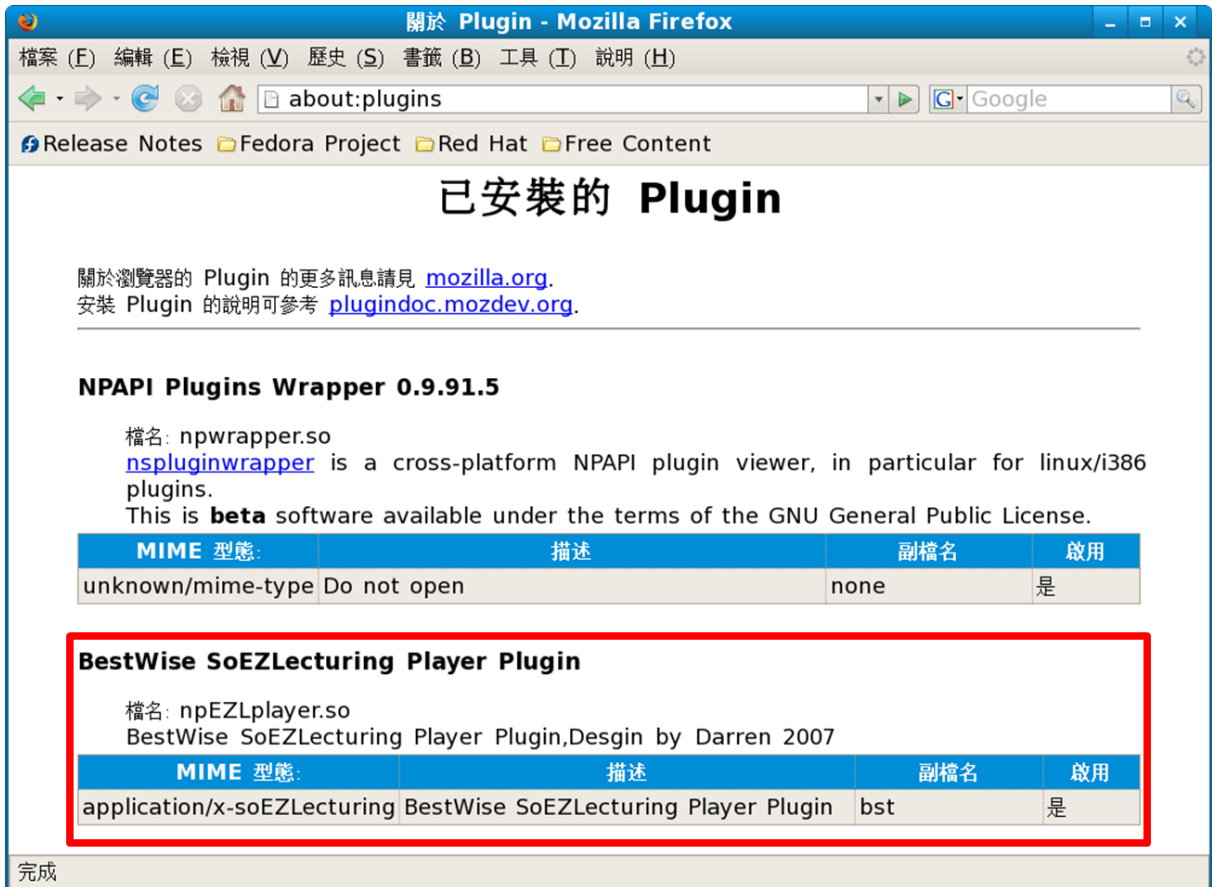 關於 Plugin - Mozilla Firefox
檔案 (F) 編輯 (E) 檢視 (V) 歷史 (S) 書籤 (B) 工具 (T) 說明 (H)
about:plugins G Google
Release Notes Fedora Project Red Hat Free Content
已安裝的 Plugin
關於瀏覽器的 Plugin 的更多訊息請見 mozilla.org.
安裝 Plugin 的說明可參考 plugindoc.mozdev.org.
NPAPI Plugins Wrapper 0.9.91.5
檔名: npwrapper.so
nspluginwrapper is a cross-platform NPAPI plugin viewer, in particular for linux/i386
plugins.
This is beta software available under the terms of the GNU General Public License.
MIME 型態: 描述 副檔名 啟用
unknown/mime-type Do not open none 是
BestWise SoEZLecturing Player Plugin
檔名: npEZLplayer.so
BestWise SoEZLecturing Player Plugin,Desgin by Darren 2007
MIME 型態: 描述 副檔名 啟用
application/x-soEZLecturing BestWise SoEZLecturing Player Plugin bst 是
完成